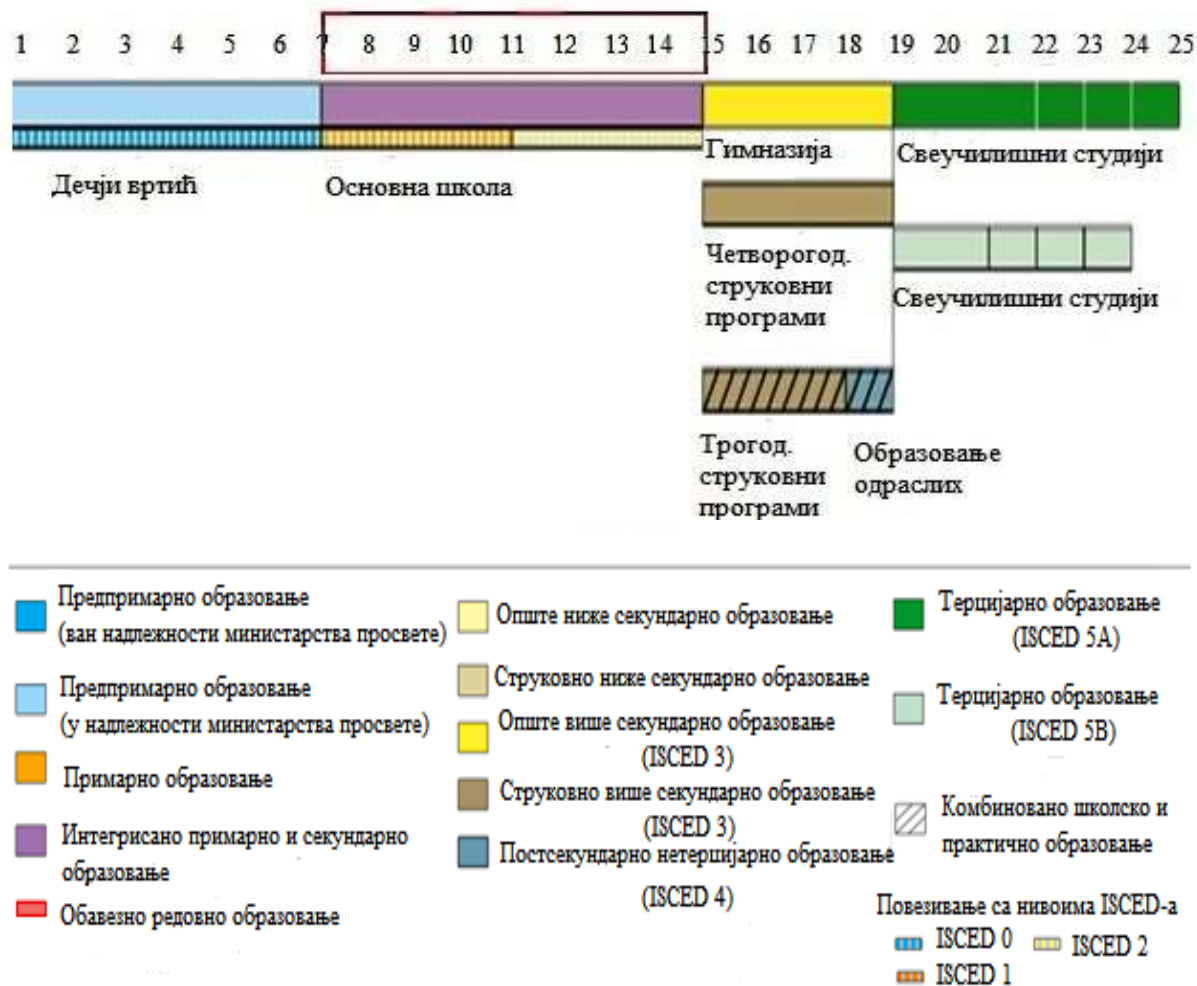 1 2 3 4 5 6 7 8 9 10 11 12 13 14 15 16 17 18 19 20 21 22 23 24 25
Дечји вртић
Основна школа
Гимназија
Свеучилишни студији
Четворогод.
струковни
програми
Свеучилишни студији
Трогод.
струковни
програми
Образовање
одраслих
Предпримарно образовање
(ван надлежности министарства просвете)
Предпримарно образовање
(у надлежности министарства просвете)
Примарно образовање
Интегрисано примарно и секундарно
образовање
Обавезно редовно образовање
Опште ниже секундарно образовање
Струковно ниже секундарно образовање
Опште више секундарно образовање
(ISCED 3)
Струковно више секундарно образовање
(ISCED 3)
Постсекундарно нетерцијарно образовање
(ISCED 4)
Терцијарно образовање
(ISCED 5A)
Терцијарно образовање
(ISCED 5B)
Комбиновано школско и
практично образовање
Повезивање са нивоима ISCED-а
ISCED 0 ISCED 2
ISCED 1